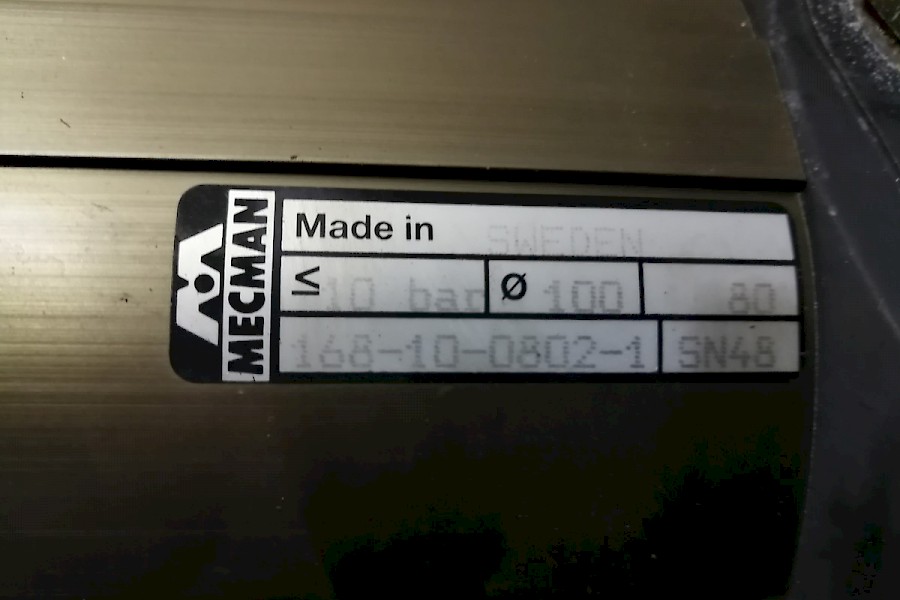 MECMAN
Made in SWEDEN
≤ 10 bar Ø 100 80
168-10-0802-1 SN48